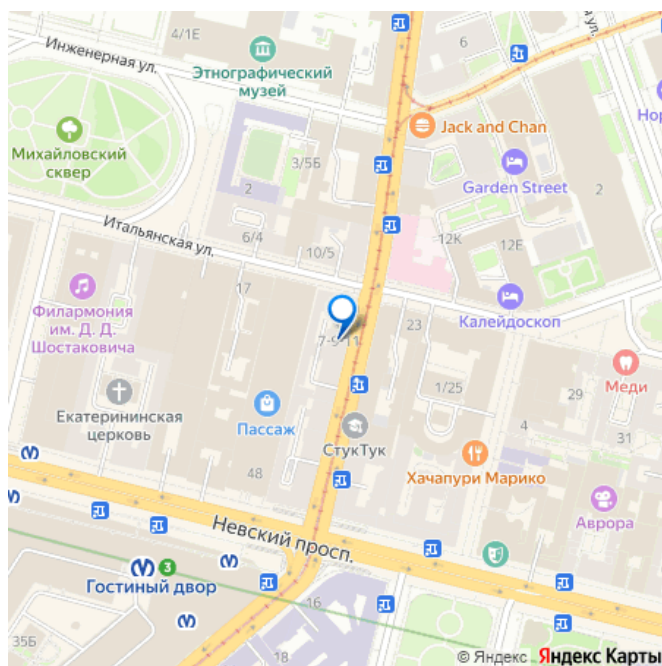 4/1Е
Инженерная ул.
Этнографический
музей
6
Jack and Chan
Михайловский
сквер
3/5Б
2
Garden Street
2
Итальянская ул.
6/4
10/5
12К
12Е
17
Филармония
им. Д. Д.
Шостаковича
7-9-11
23
Калейдоскоп
Меди
1/25
29
Екатерининская
церковь
Пассаж
СтукТук
4
31
Хачапури Марико
48
Аврора
Невский просп.
3
Гостиный двор
16
35Б
18
© Яндекс Яндекс Карты